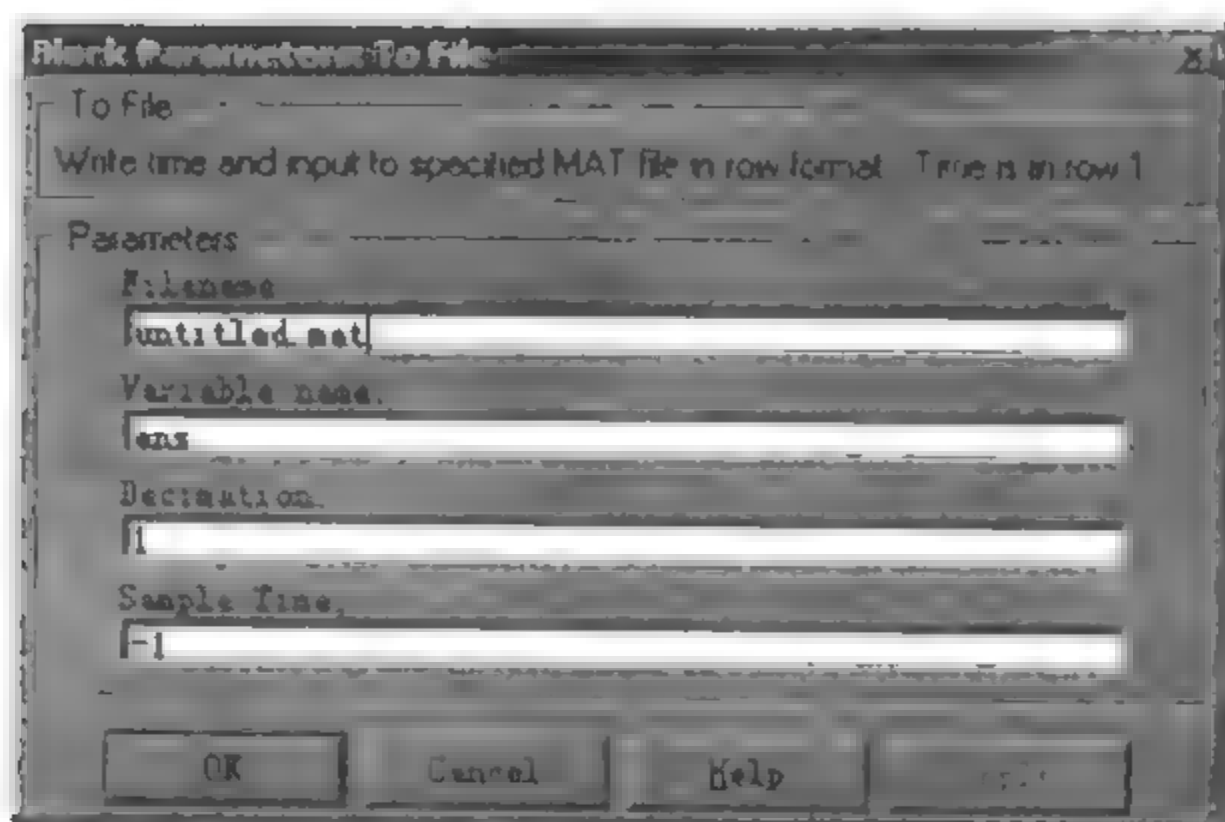 Block Parameters: To File
To File
Write time and input to specified MAT file in row format Time is in row 1
Parameters
Filename
untitled mat
Variable name.
ans
Decimation.
1
Sample Time,
-1
OK Cancel Help